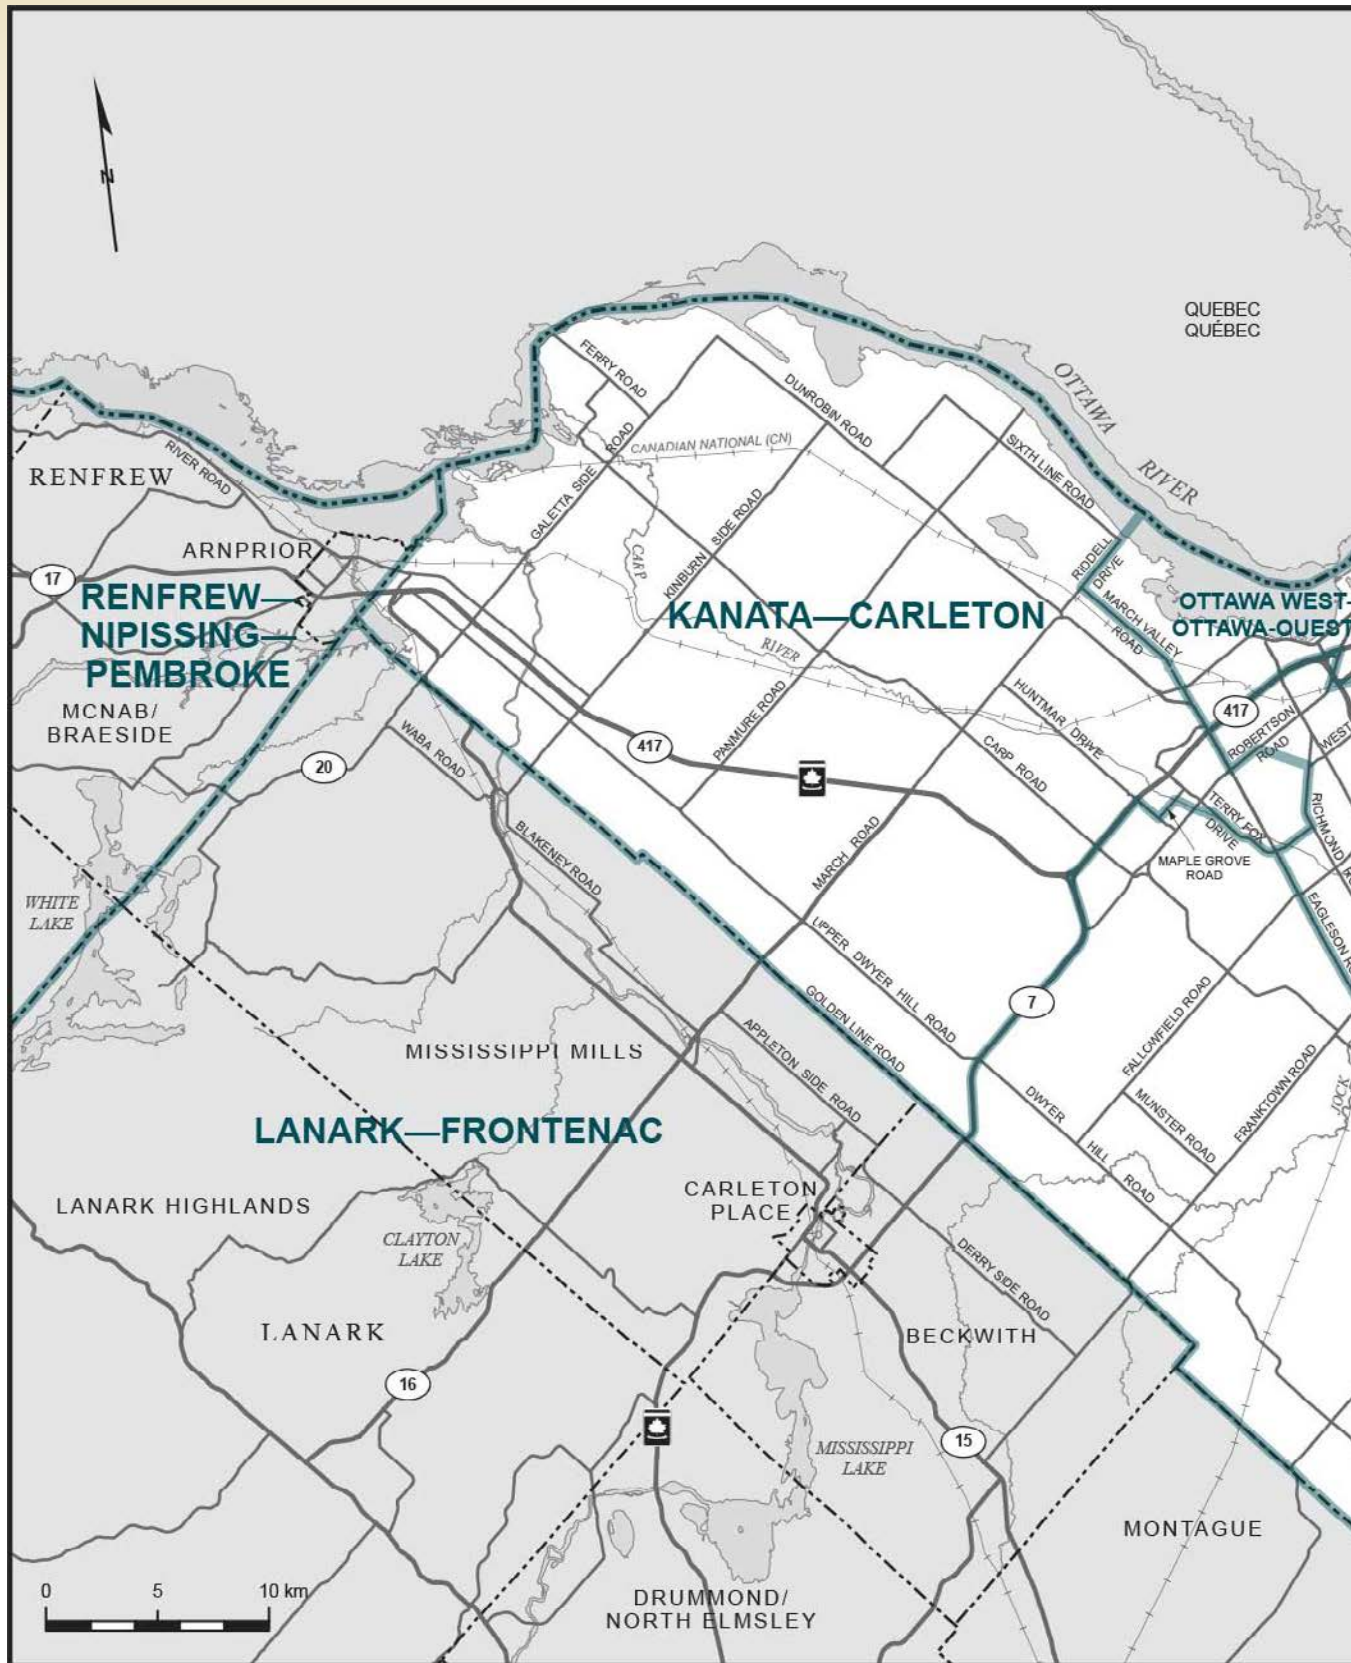 N
QUEBEC
QUÉBEC
OTTAWA
RIVER
FERRY ROAD
DUNROBIN ROAD
CANADIAN NATIONAL (CN)
SIXTH LINE ROAD
RIVER ROAD
RENFREW
GALETTA SIDE ROAD
KINBURN SIDE ROAD
CARP
RIVER
ARNPRIOR
17
RENFREW—
NIPISSING—
PEMBROKE
KANATA—CARLETON
RIDDELL
DRIVE
MARCH VALLEY
ROAD
OTTAWA WEST-
OTTAWA-OUEST
MCNAB/
BRAESIDE
WABA ROAD
20
417
PANMURE ROAD
HUNTMAR DRIVE
CARP ROAD
417
ROBERTSON
ROAD
WEST
RICHMOND
TERRY FOX
DRIVE
MAPLE GROVE
ROAD
EAGLESON
BLAKENEY ROAD
MARCH ROAD
WHITE
LAKE
UPPER DWYER HILL ROAD
GOLDEN LINE ROAD
7
FALLOWFIELD ROAD
APPLETON SIDE ROAD
MISSISSIPPI MILLS
DWYER
HILL
ROAD
MUNSTER ROAD
FRANKTOWN ROAD
JOCK
LANARK—FRONTENAC
LANARK HIGHLANDS
CARLETON
PLACE
CLAYTON
LAKE
DERRY SIDE ROAD
LANARK
BECKWITH
16
MISSISSIPPI
LAKE
15
MONTAGUE
0 5 10 km
DRUMMOND/
NORTH ELMSLEY